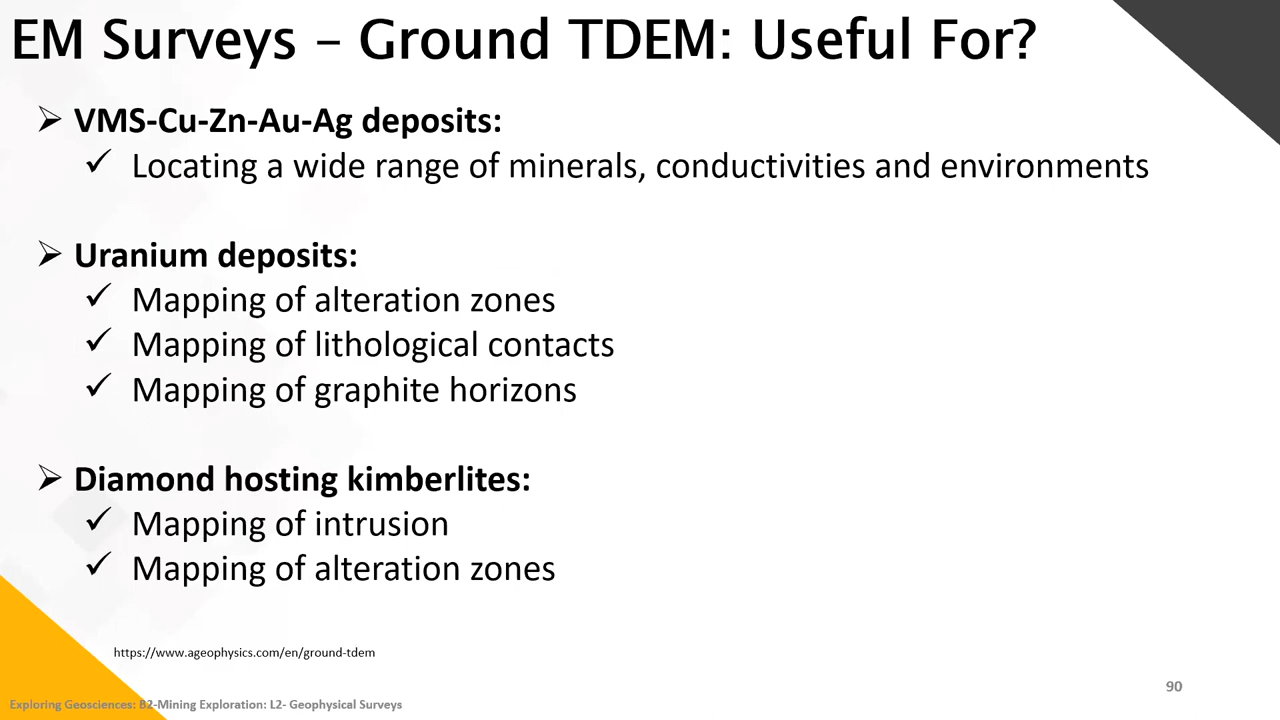 EM Surveys – Ground TDEM: Useful For?
➢ VMS-Cu-Zn-Au-Ag deposits:
✓ Locating a wide range of minerals, conductivities and environments
➢ Uranium deposits:
✓ Mapping of alteration zones
✓ Mapping of lithological contacts
✓ Mapping of graphite horizons
➢ Diamond hosting kimberlites:
✓ Mapping of intrusion
✓ Mapping of alteration zones
https://www.ageophysics.com/en/ground-tdem
90
Exploring Geosciences: B2-Mining Exploration: L2- Geophysical Surveys